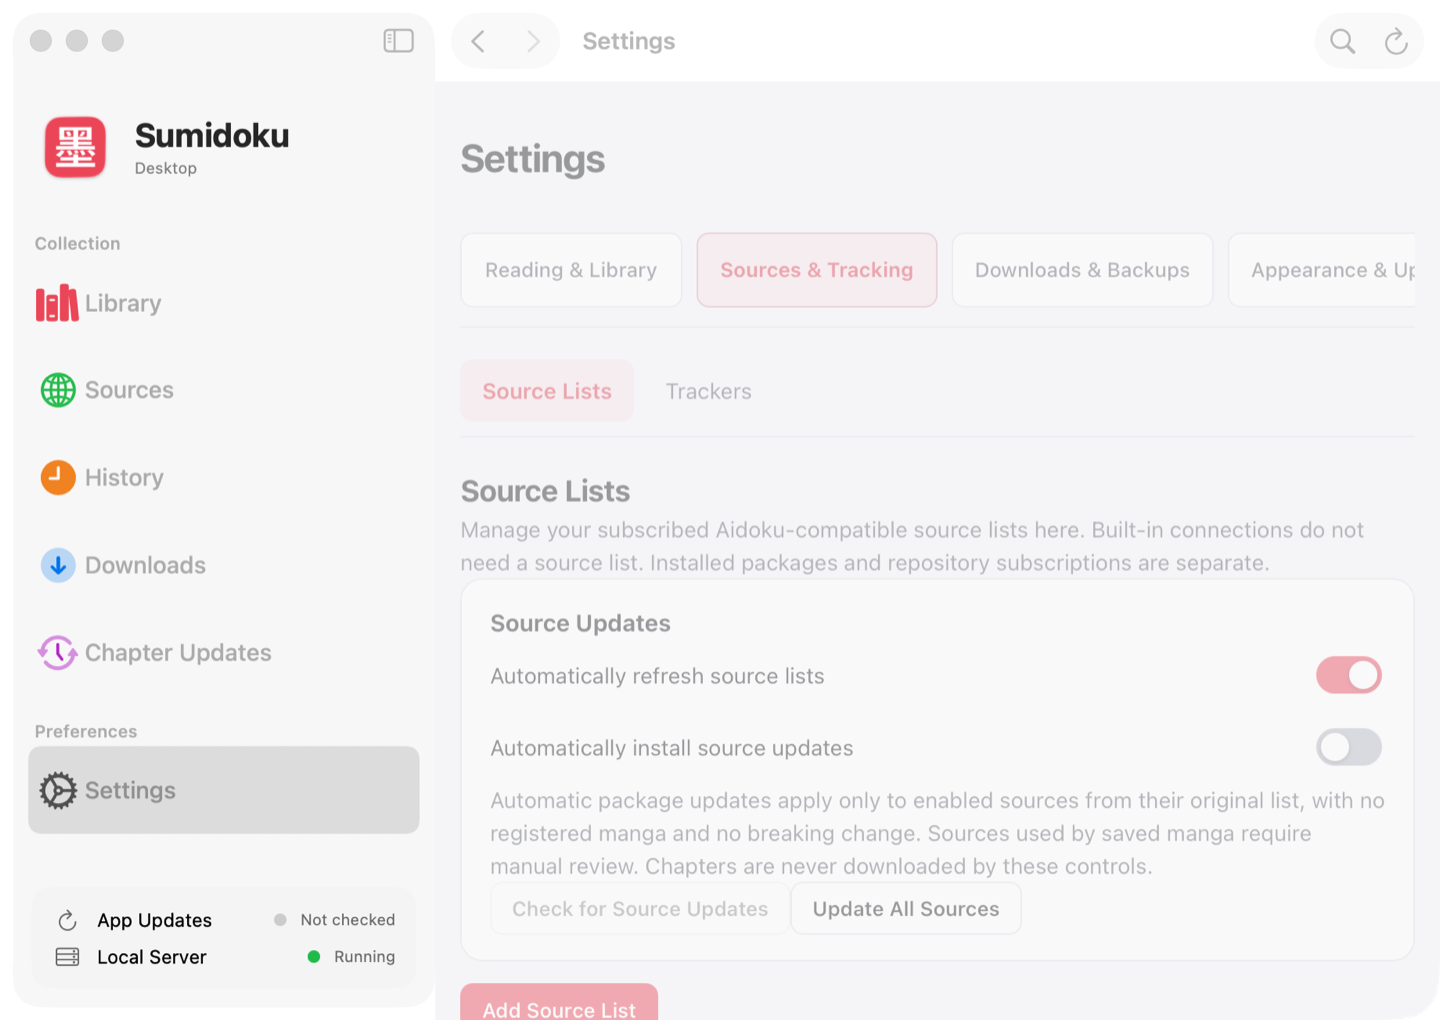 Settings
墨
Sumidoku
Desktop
Collection
Library
Sources
History
Downloads
Chapter Updates
Preferences
Settings
App Updates
Not checked
Local Server
Running
Settings
Reading & Library
Sources & Tracking
Downloads & Backups
Appearance & Up
Source Lists
Trackers
Source Lists
Manage your subscribed Aidoku-compatible source lists here. Built-in connections do not
need a source list. Installed packages and repository subscriptions are separate.
Source Updates
Automatically refresh source lists
Automatically install source updates
Automatic package updates apply only to enabled sources from their original list, with no
registered manga and no breaking change. Sources used by saved manga require
manual review. Chapters are never downloaded by these controls.
Check for Source Updates
Update All Sources
Add Source List